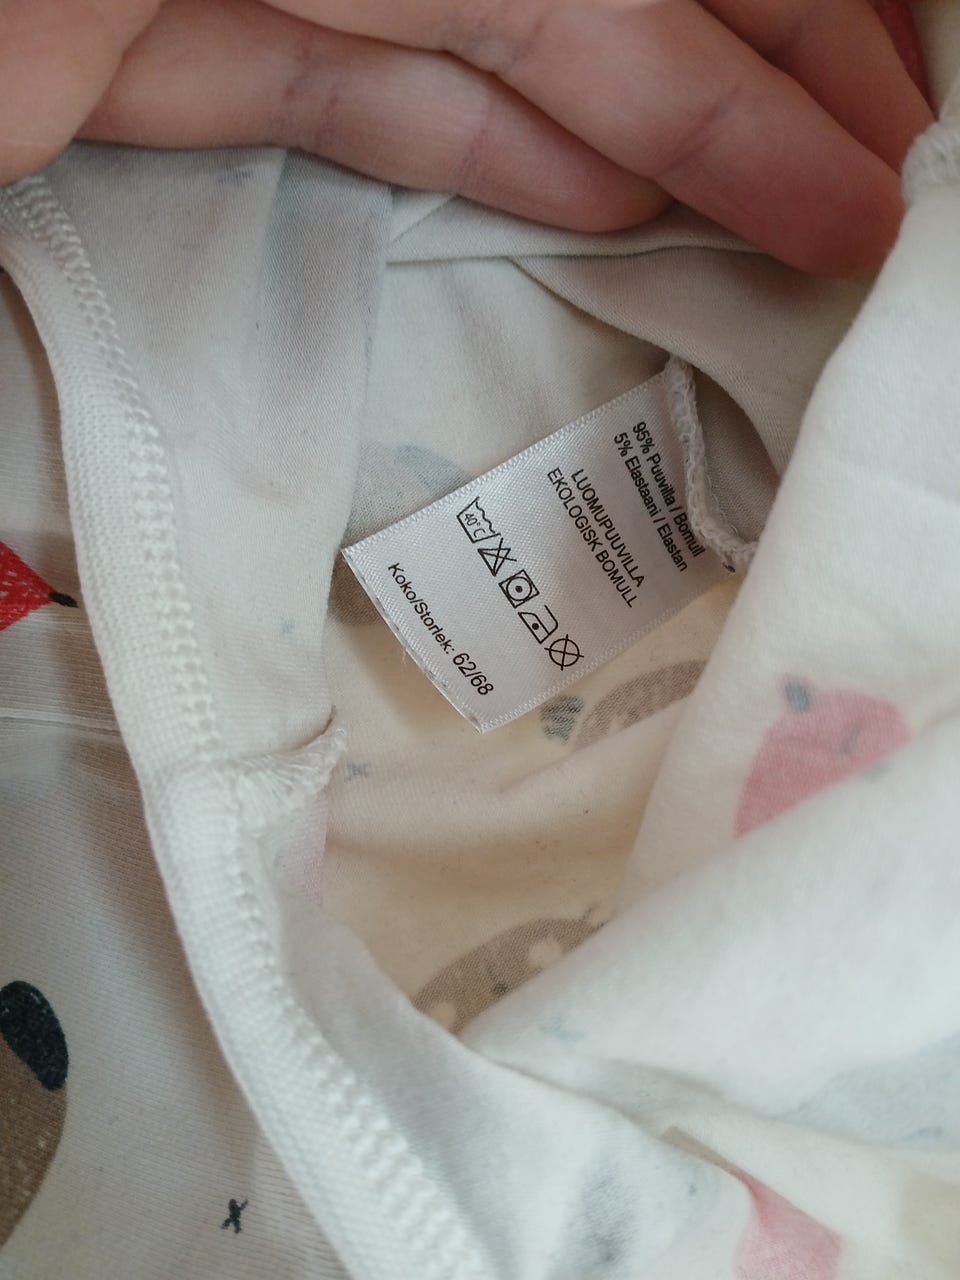 95% Puuvilla / Bomull
5% Elastaani / Elastan
LUOMUPUUVILLA
EKOLOGISK BOMULL
40°C
Koko/Storlek: 62/68